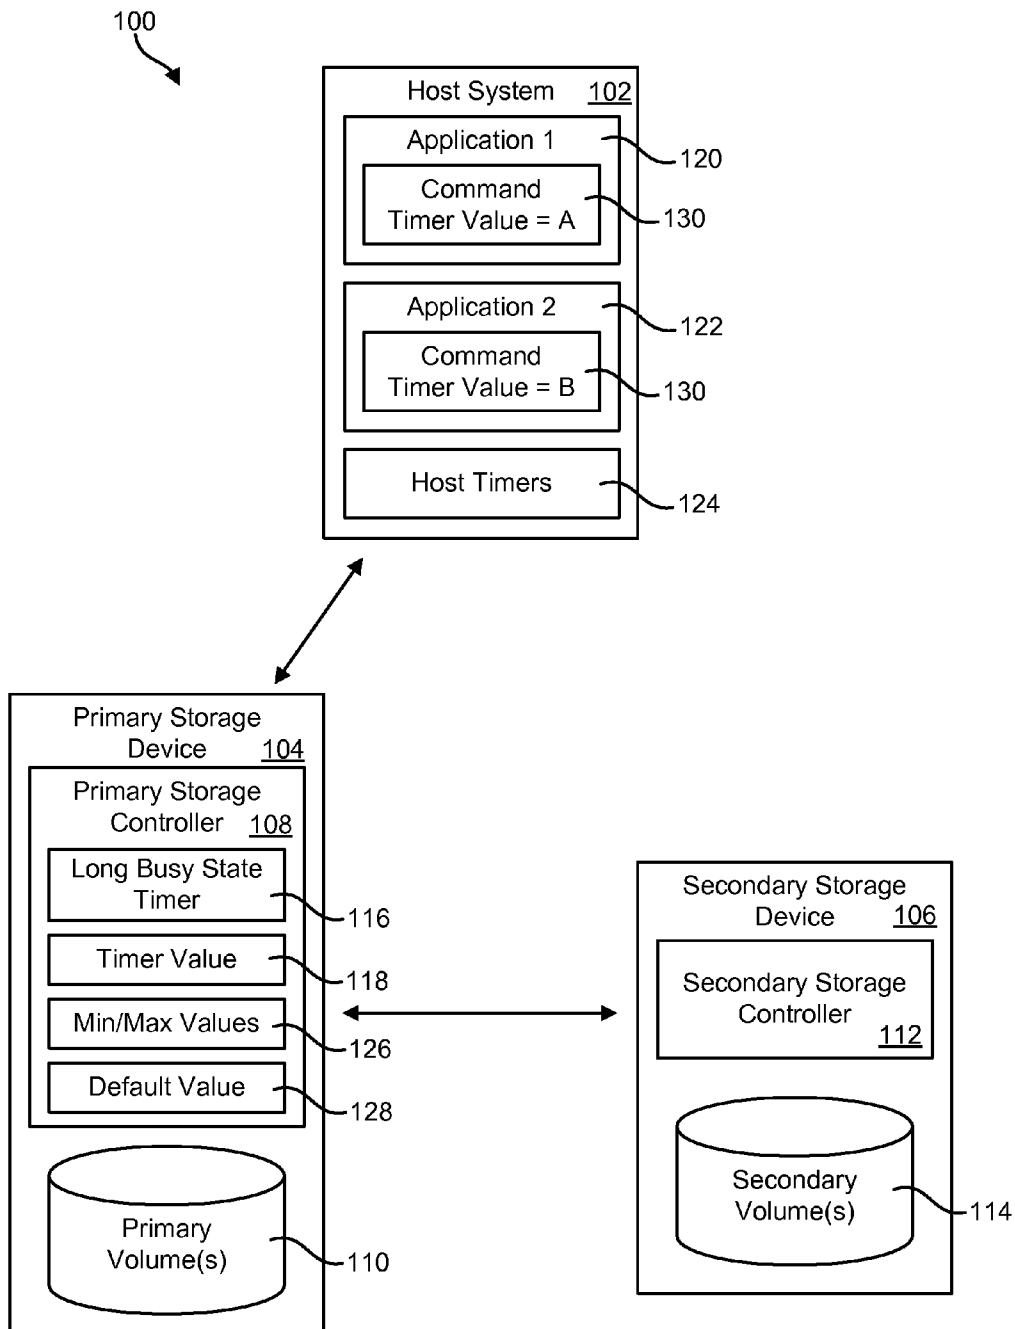 100
Host System 102
Application 1
120
Command
Timer Value = A
130
Application 2
122
Command
Timer Value = B
130
Host Timers
124
Primary Storage
Device 104
Primary Storage
Controller 108
Long Busy State
Timer
116
Timer Value
118
Min/Max Values
126
Default Value
128
Primary
Volume(s)
110
Secondary Storage
Device 106
Secondary Storage
Controller
112
Secondary
Volume(s)
114